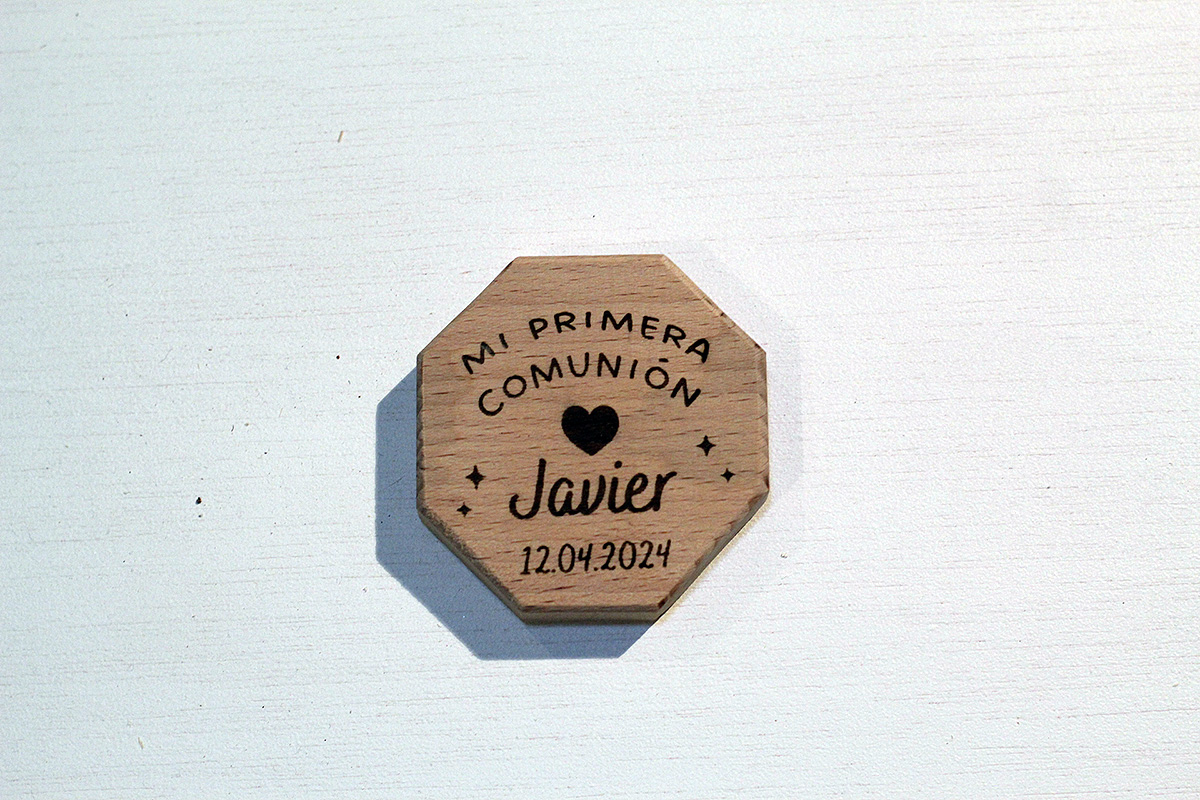 MI PRIMERA
COMUNIÓN
Javier
12.04.2024